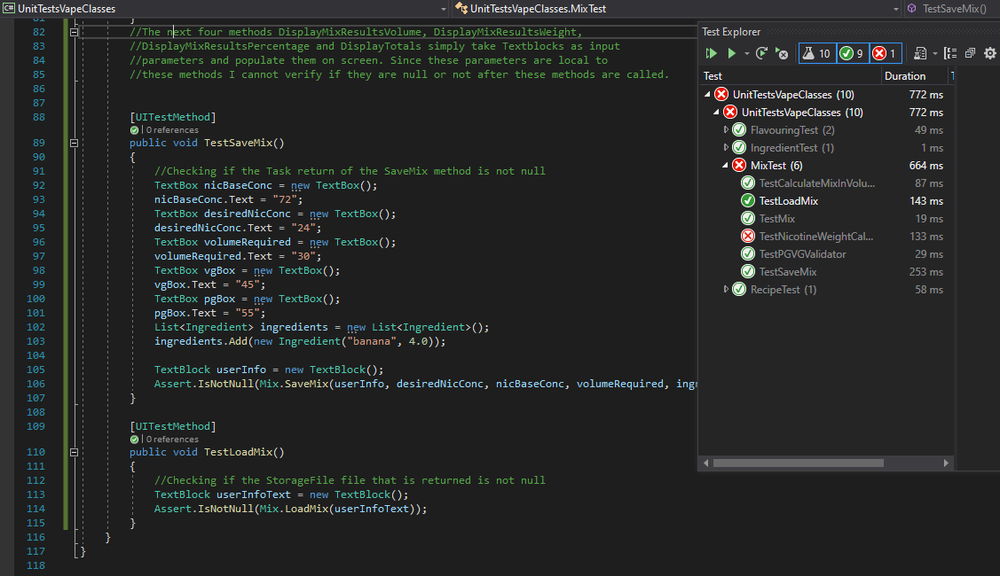 C# UnitTestsVapeClasses UnitTestsVapeClasses.MixTest TestSaveMix()
81 }
82 //The next four methods DisplayMixResultsVolume, DisplayMixResultsWeight,
83 //DisplayMixResultsPercentage and DisplayTotals simply take Textblocks as input
84 //parameters and populate them on screen. Since these parameters are local to
85 //these methods I cannot verify if they are null or not after these methods are called.
86
87
88 [UITestMethod]
0 references
89 public void TestSaveMix()
90 {
91 //Checking if the Task return of the SaveMix method is not null
92 TextBox nicBaseConc = new TextBox();
93 nicBaseConc.Text = "72";
94 TextBox desiredNicConc = new TextBox();
95 desiredNicConc.Text = "24";
96 TextBox volumeRequired = new TextBox();
97 volumeRequired.Text = "30";
98 TextBox vgBox = new TextBox();
99 vgBox.Text = "45";
100 TextBox pgBox = new TextBox();
101 pgBox.Text = "55";
102 List<Ingredient> ingredients = new List<Ingredient>();
103 ingredients.Add(new Ingredient("banana", 4.0));
104
105 TextBlock userInfo = new TextBlock();
106 Assert.IsNotNull(Mix.SaveMix(userInfo, desiredNicConc, nicBaseConc, volumeRequired, ingr
107 }
108
109 [UITestMethod]
0 references
110 public void TestLoadMix()
111 {
112 //Checking if the StorageFile file that is returned is not null
113 TextBlock userInfoText = new TextBlock();
114 Assert.IsNotNull(Mix.LoadMix(userInfoText));
115 }
116 }
117 }
118
Test Explorer
10 9 1
Test Duration
UnitTestsVapeClasses (10) 772 ms
UnitTestsVapeClasses (10) 772 ms
FlavouringTest (2) 49 ms
IngredientTest (1) 1 ms
MixTest (6) 664 ms
TestCalculateMixInVolu... 87 ms
TestLoadMix 143 ms
TestMix 19 ms
TestNicotineWeightCal... 133 ms
TestPGVGValidator 29 ms
TestSaveMix 253 ms
RecipeTest (1) 58 ms